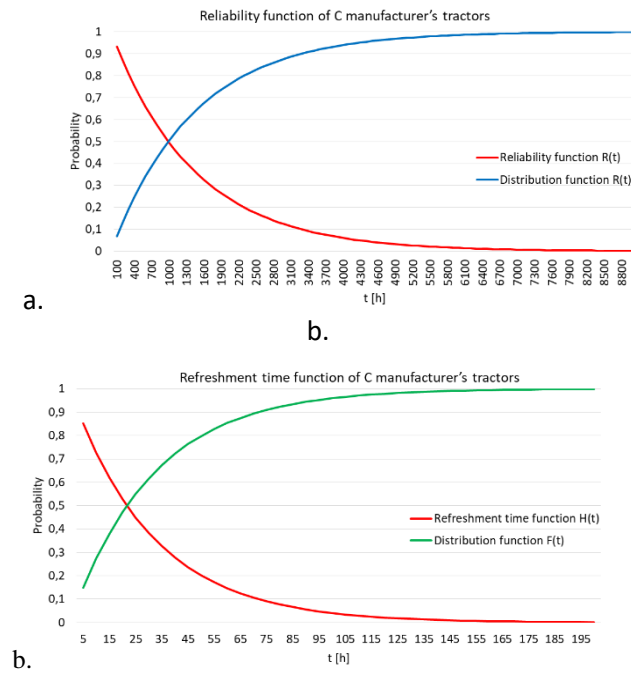 Reliability function of C manufacturer's tractors
1
0,9
0,8
0,7
0,6
0,5
0,4
0,3
0,2
0,1
0
Probability
Reliability function R(t)
Distribution function R(t)
100 400 700 1000 1300 1600 1900 2200 2500 2800 3100 3400 3700 4000 4300 4600 4900 5200 5500 5800 6100 6400 6700 7000 7300 7600 7900 8200 8500 8800
t [h]
a.
b.
Refreshment time function of C manufacturer's tractors
1
0,9
0,8
0,7
0,6
0,5
0,4
0,3
0,2
0,1
0
Probability
Refreshment time function H(t)
Distribution function F(t)
5 15 25 35 45 55 65 75 85 95 105 115 125 135 145 155 165 175 185 195
t [h]
b.